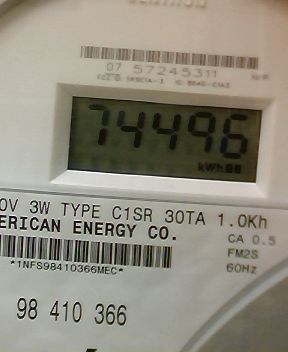 07 57245311
74496
kWh
0V 3W TYPE C1SR 30TA 1.0Kh
ERICAN ENERGY CO.
CA 0.5
FM2S
*1NFS98410366MEC*
60Hz
98 410 366